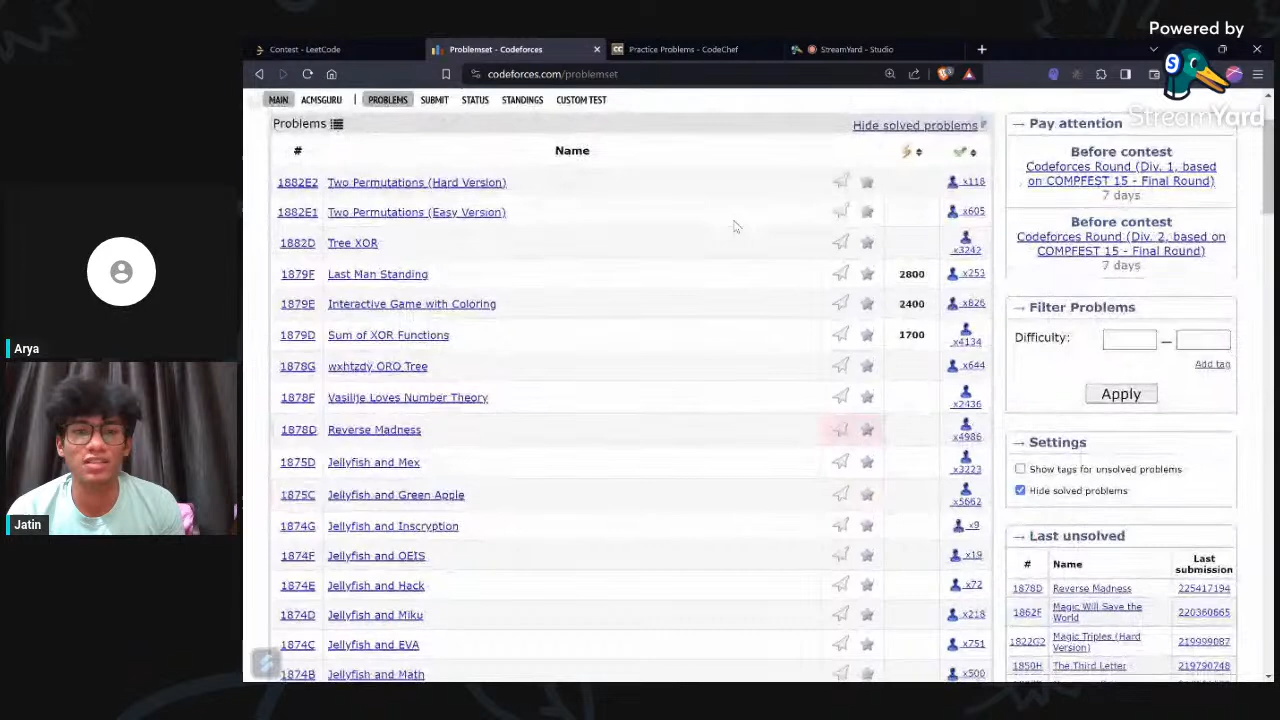 Powered by
StreamYard
Contest - LeetCode
Problemset - Codeforces
Practice Problems - CodeChef
StreamYard - Studio
codeforces.com/problemset
MAIN ACMSGURU | PROBLEMS SUBMIT STATUS STANDINGS CUSTOM TEST
Problems
Hide solved problems
# Name
1882E2 Two Permutations (Hard Version) x118
1882E1 Two Permutations (Easy Version) x605
1882D Tree XOR x3242
1879F Last Man Standing 2800 x253
1879E Interactive Game with Coloring 2400 x826
1879D Sum of XOR Functions 1700 x4134
1878G wxhtzdy ORO Tree x644
1878F Vasilije Loves Number Theory x2436
1878D Reverse Madness x4986
1875D Jellyfish and Mex x3223
1875C Jellyfish and Green Apple x5662
1874G Jellyfish and Inscryption x9
1874F Jellyfish and OEIS x19
1874E Jellyfish and Hack x72
1874D Jellyfish and Miku x218
1874C Jellyfish and EVA x751
1874B Jellyfish and Math x500
→ Pay attention
Before contest
Codeforces Round (Div. 1, based
on COMPFEST 15 - Final Round)
7 days
Before contest
Codeforces Round (Div. 2, based on
COMPFEST 15 - Final Round)
7 days
→ Filter Problems
Difficulty: —
Add tag
Apply
→ Settings
Show tags for unsolved problems
Hide solved problems
→ Last unsolved
# Name Last
submission
1878D Reverse Madness 225417194
1862F Magic Will Save the
World 220360665
1822G2 Magic Triples (Hard
Version) 219999087
1850H The Third Letter 219790748
Arya
Jatin